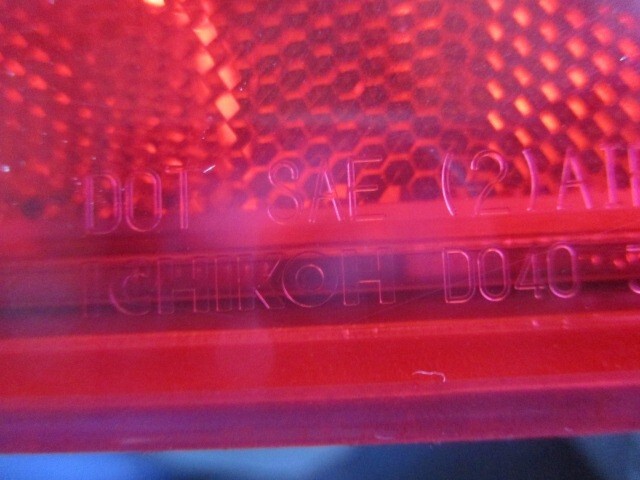 DOT SAE (2) AI
ICHIKOH D040